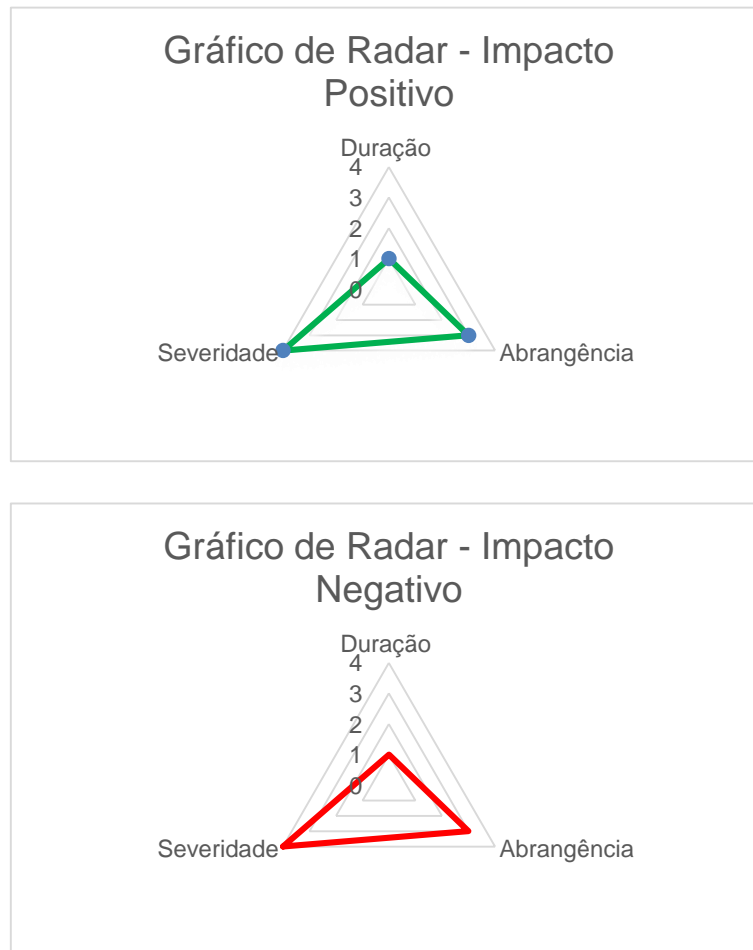 Gráfico de Radar - Impacto
Positivo
Duração
4
3
2
1
0
Severidade
Abrangência
Gráfico de Radar - Impacto
Negativo
Duração
4
3
2
1
0
Severidade
Abrangência